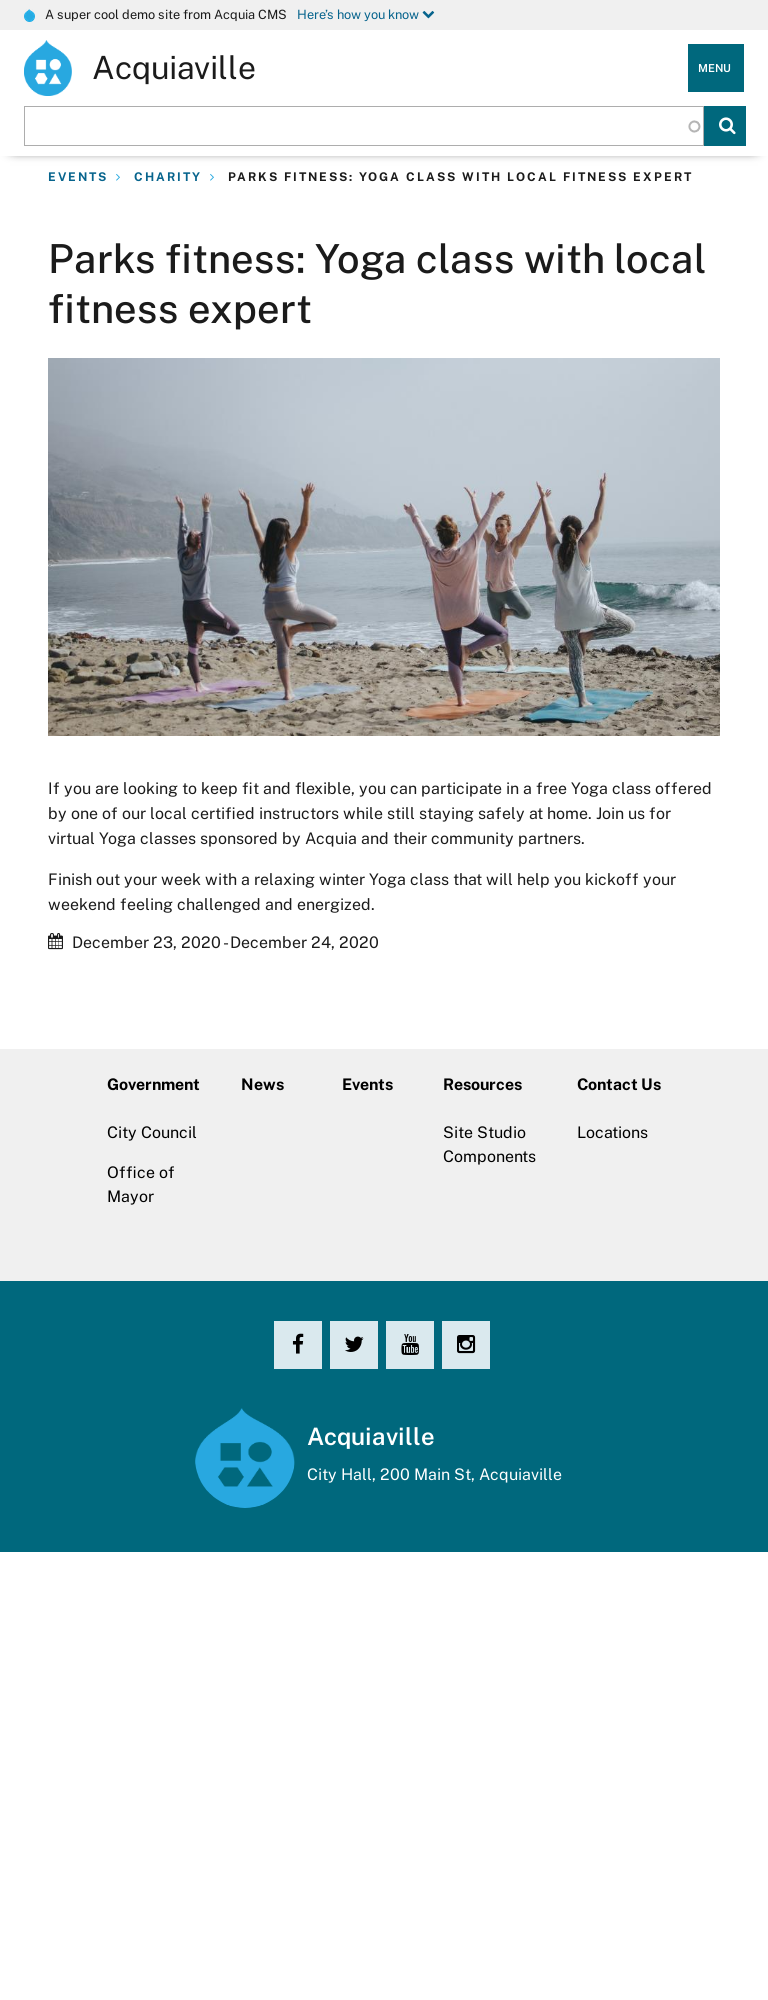 A super cool demo site from Acquia CMS Here's how you know
Acquiaville
MENU
EVENTS CHARITY PARKS FITNESS: YOGA CLASS WITH LOCAL FITNESS EXPERT
Parks fitness: Yoga class with local
fitness expert
If you are looking to keep fit and flexible, you can participate in a free Yoga class offered
by one of our local certified instructors while still staying safely at home. Join us for
virtual Yoga classes sponsored by Acquia and their community partners.
Finish out your week with a relaxing winter Yoga class that will help you kickoff your
weekend feeling challenged and energized.
December 23, 2020 - December 24, 2020
Government
City Council
Office of
Mayor
News
Events
Resources
Site Studio
Components
Contact Us
Locations
You
Tube
Acquiaville
City Hall, 200 Main St, Acquiaville